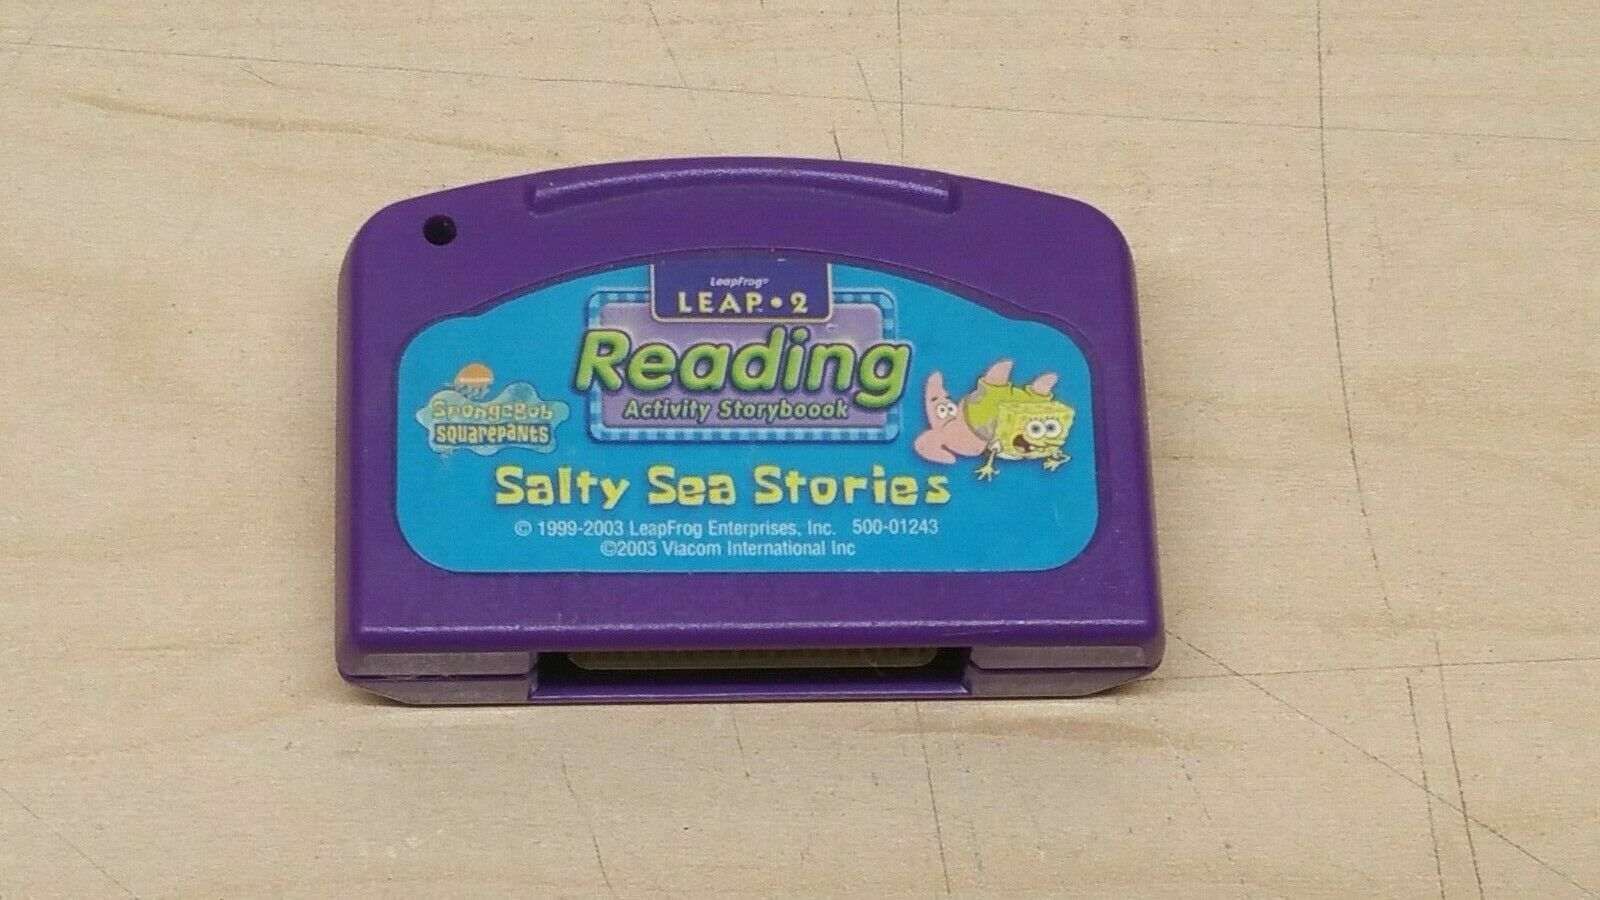 LeapFrog®
LEAP • 2
Reading
Activity Storyboook
SpongeBob
SQUAREPANTS
Salty Sea Stories
© 1999-2003 LeapFrog Enterprises, Inc. 500-01243
©2003 Viacom International Inc